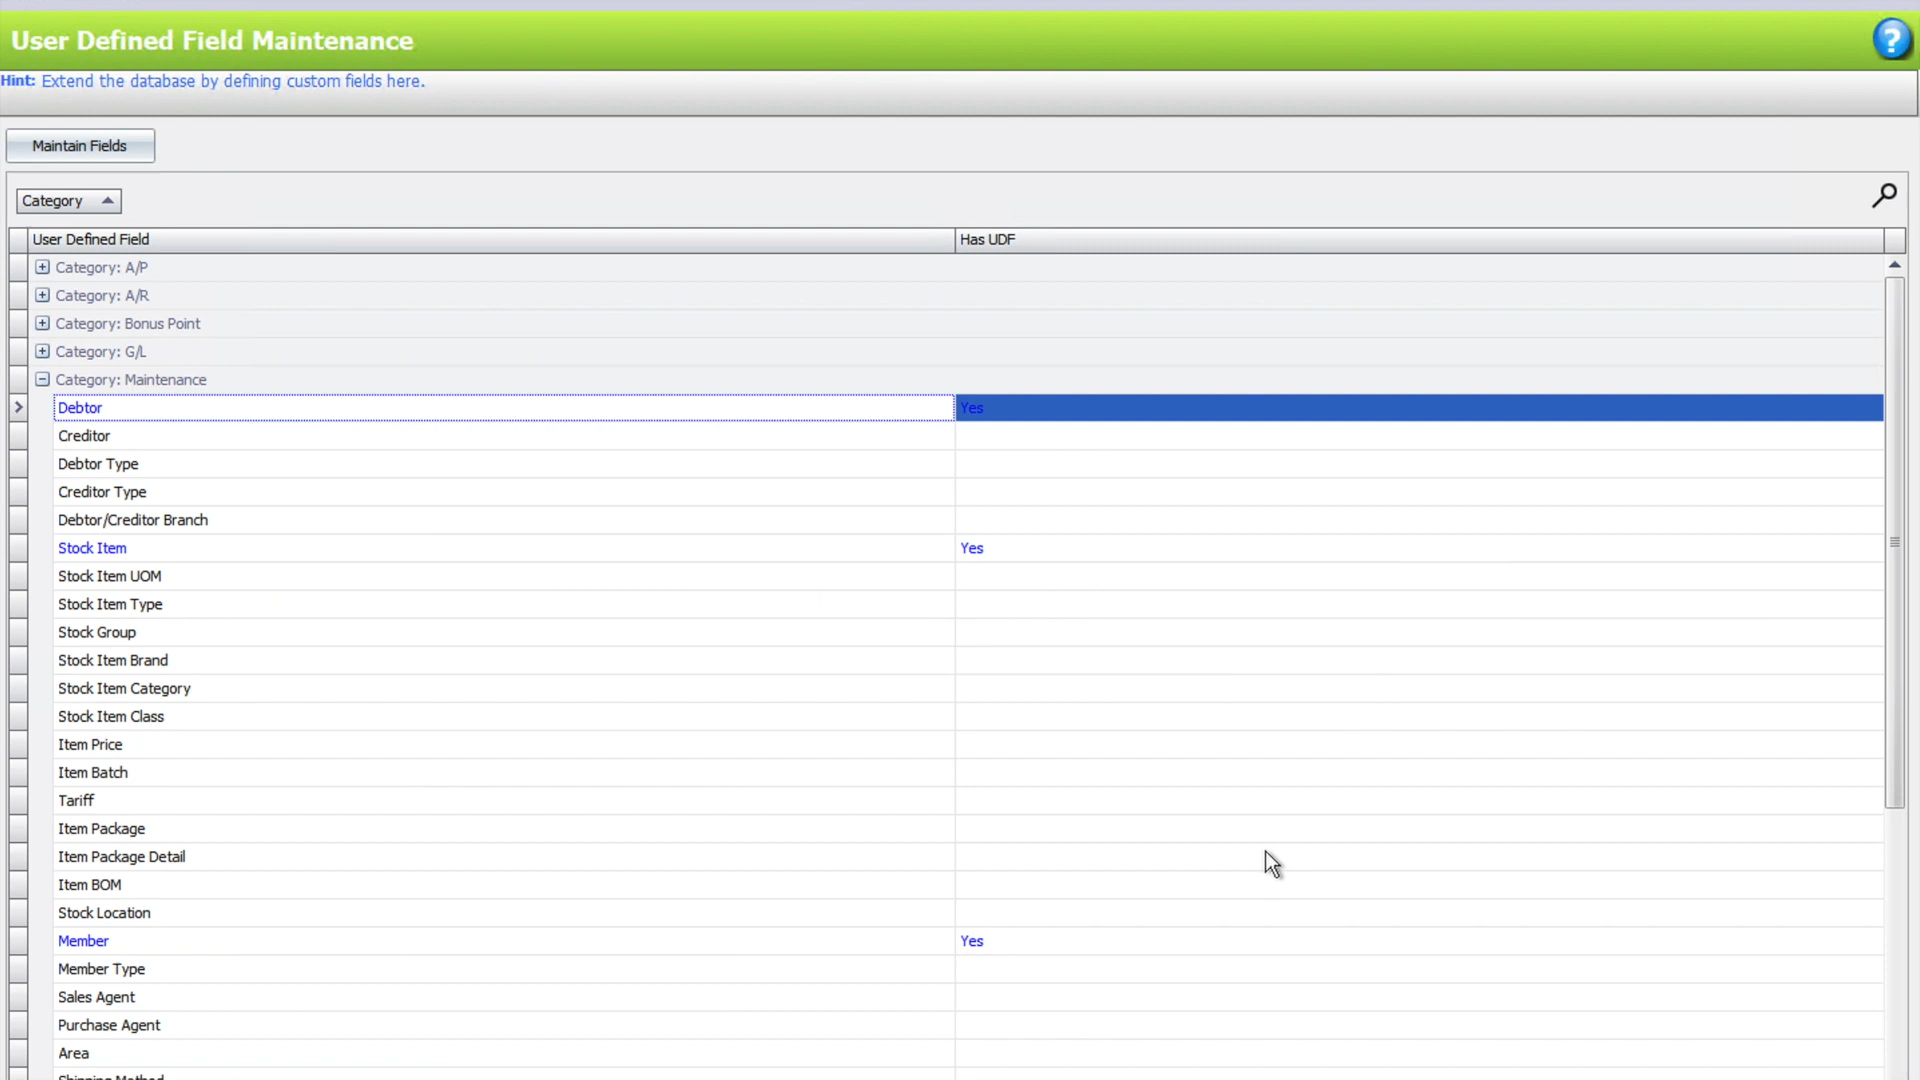 User Defined Field Maintenance
Hint: Extend the database by defining custom fields here.
Maintain Fields
Category
User Defined Field Has UDF
Category: A/P
Category: A/R
Category: Bonus Point
Category: G/L
Category: Maintenance
Debtor Yes
Creditor
Debtor Type
Creditor Type
Debtor/Creditor Branch
Stock Item Yes
Stock Item UOM
Stock Item Type
Stock Group
Stock Item Brand
Stock Item Category
Stock Item Class
Item Price
Item Batch
Tariff
Item Package
Item Package Detail
Item BOM
Stock Location
Member Yes
Member Type
Sales Agent
Purchase Agent
Area
Shipping Method